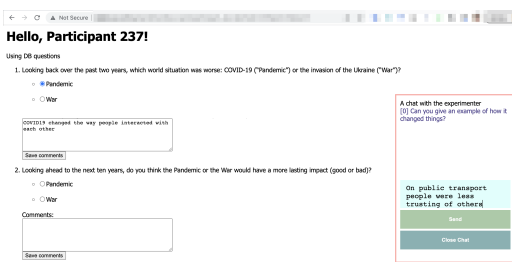 Not Secure
Hello, Participant 237!
Using DB questions
1. Looking back over the past two years, which world situation was worse: COVID-19 ("Pandemic") or the invasion of the Ukraine ("War")?
Pandemic
War
COVID19 changed the way people interacted with
each other
Save comments
2. Looking ahead to the next ten years, do you think the Pandemic or the War would have a more lasting impact (good or bad)?
Pandemic
War
Comments:
Save comments
A chat with the experimenter
[0] Can you give an example of how it
changed things?
On public transport
people were less
trusting of others
Send
Close Chat